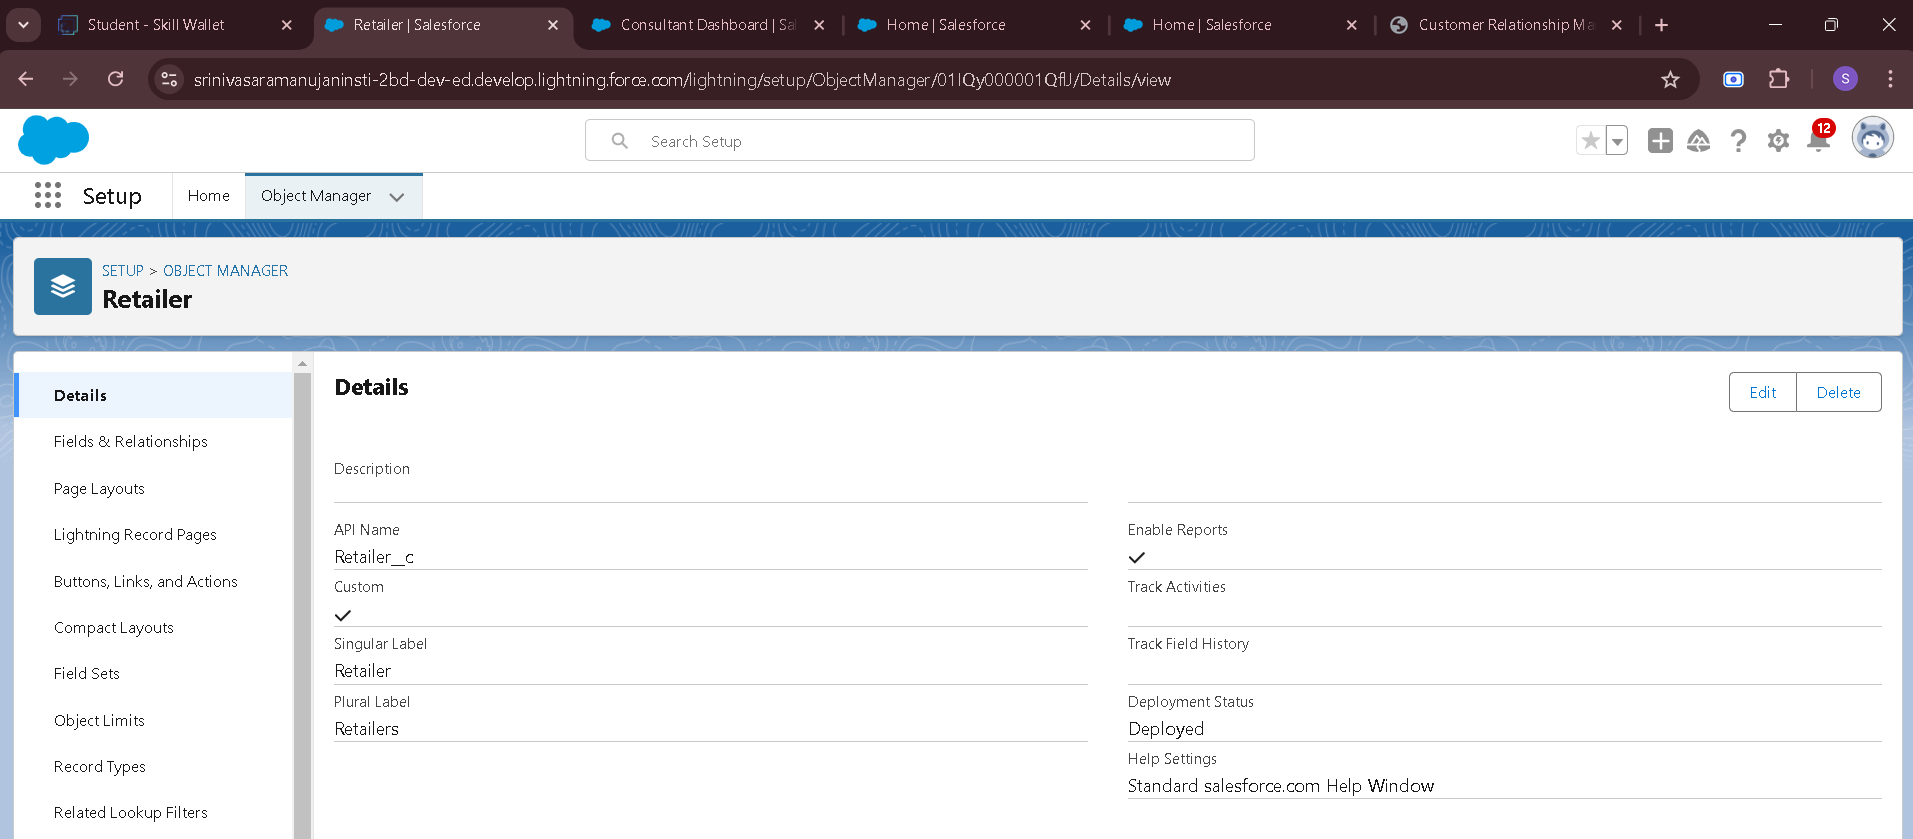 Student - Skill Wallet
Retailer | Salesforce
Consultant Dashboard | Sal
Home | Salesforce
Home | Salesforce
Customer Relationship Ma
srinivasaramanujaninsti-2bd-dev-ed.develop.lightning.force.com/lightning/setup/ObjectManager/01IQy000001QflJ/Details/view
S
Search Setup
12
Setup
Home
Object Manager
SETUP > OBJECT MANAGER
Retailer
Details
Fields & Relationships
Page Layouts
Lightning Record Pages
Buttons, Links, and Actions
Compact Layouts
Field Sets
Object Limits
Record Types
Related Lookup Filters
Details
Edit
Delete
Description
API Name
Retailer__c
Custom
Singular Label
Retailer
Plural Label
Retailers
Enable Reports
Track Activities
Track Field History
Deployment Status
Deployed
Help Settings
Standard salesforce.com Help Window